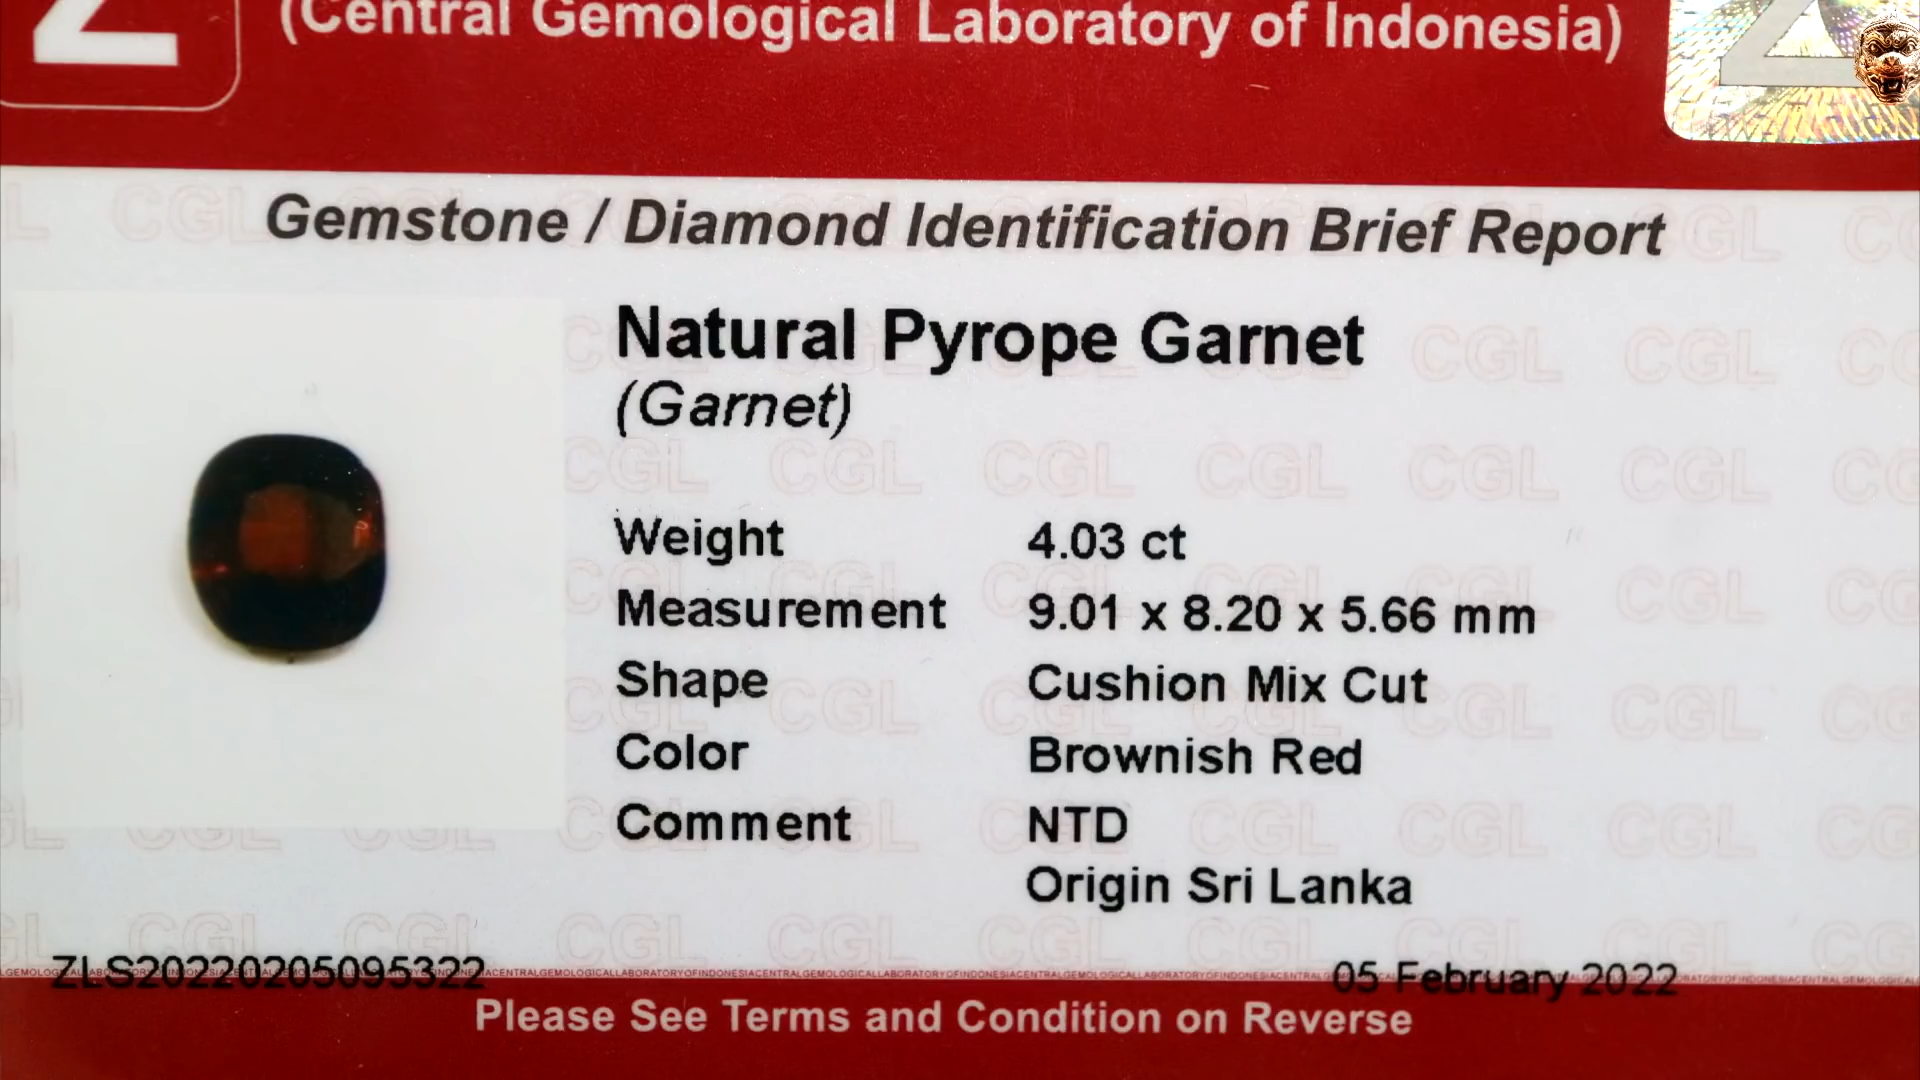 Z
(Central Gemological Laboratory of Indonesia)
Gemstone / Diamond Identification Brief Report
Natural Pyrope Garnet
(Garnet)
Weight 4.03 ct
Measurement 9.01 x 8.20 x 5.66 mm
Shape Cushion Mix Cut
Color Brownish Red
Comment NTD
Origin Sri Lanka
ZLS20220205095322 05 February 2022
Please See Terms and Condition on Reverse